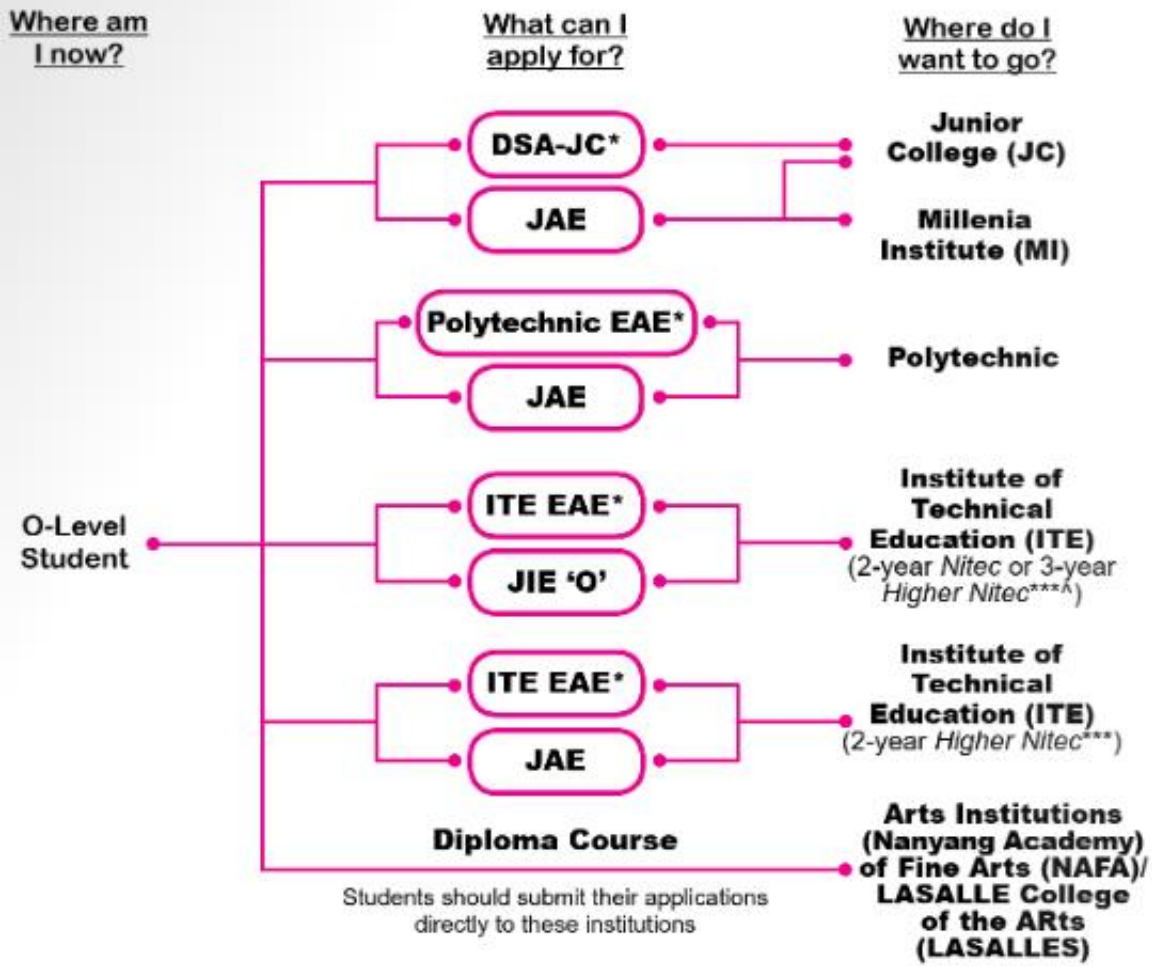 Where am
I now?
What can I
apply for?
Where do I
want to go?
O-Level
Student
DSA-JC*
JAE
Junior
College (JC)
Millenia
Institute (MI)
Polytechnic EAE*
JAE
Polytechnic
ITE EAE*
JIE ‘O’
Institute of
Technical
Education (ITE)
(2-year Nitec or 3-year
Higher Nitec***^)
ITE EAE*
JAE
Institute of
Technical
Education (ITE)
(2-year Higher Nitec***)
Diploma Course
Students should submit their applications
directly to these institutions
Arts Institutions
(Nanyang Academy)
of Fine Arts (NAFA)/
LASALLE College
of the ARts
(LASALLES)